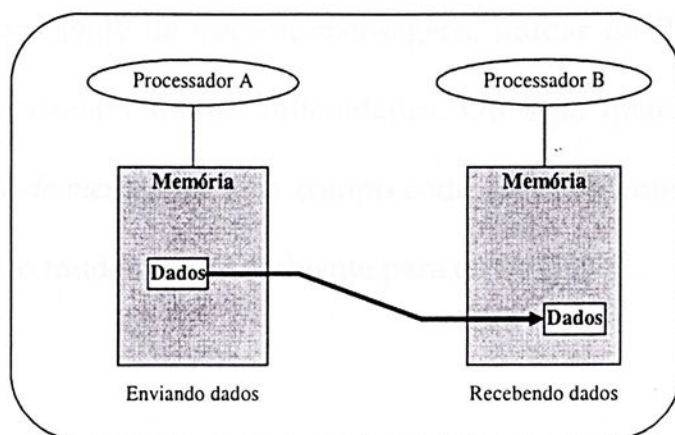 Processador A
Processador B
Memória
Memória
Dados
Dados
Enviando dados
Recebendo dados